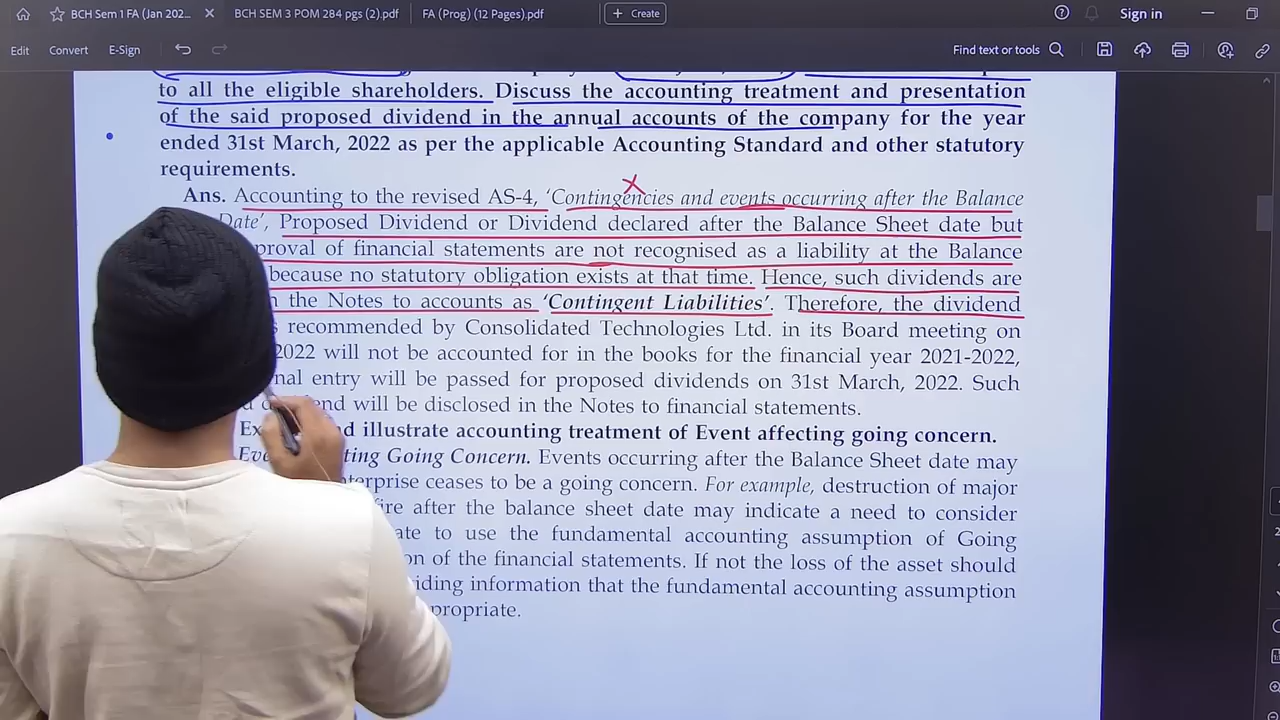 BCH Sem 1 FA (Jan 202...
BCH SEM 3 POM 284 pgs (2).pdf
FA (Prog) (12 Pages).pdf
+ Create
Sign in
Edit
Convert
E-Sign
Find text or tools
to all the eligible shareholders. Discuss the accounting treatment and presentation
of the said proposed dividend in the annual accounts of the company for the year
ended 31st March, 2022 as per the applicable Accounting Standard and other statutory
requirements.
Ans. Accounting to the revised AS-4, 'Contingencies and events occurring after the Balance
Date', Proposed Dividend or Dividend declared after the Balance Sheet date but
proval of financial statements are not recognised as a liability at the Balance
because no statutory obligation exists at that time. Hence, such dividends are
the Notes to accounts as 'Contingent Liabilities'. Therefore, the dividend
recommended by Consolidated Technologies Ltd. in its Board meeting on
2022 will not be accounted for in the books for the financial year 2021-2022,
nal entry will be passed for proposed dividends on 31st March, 2022. Such
dend will be disclosed in the Notes to financial statements.
nd illustrate accounting treatment of Event affecting going concern.
ting Going Concern. Events occurring after the Balance Sheet date may
terprise ceases to be a going concern. For example, destruction of major
fire after the balance sheet date may indicate a need to consider
ate to use the fundamental accounting assumption of Going
on of the financial statements. If not the loss of the asset should
iding information that the fundamental accounting assumption
propriate.